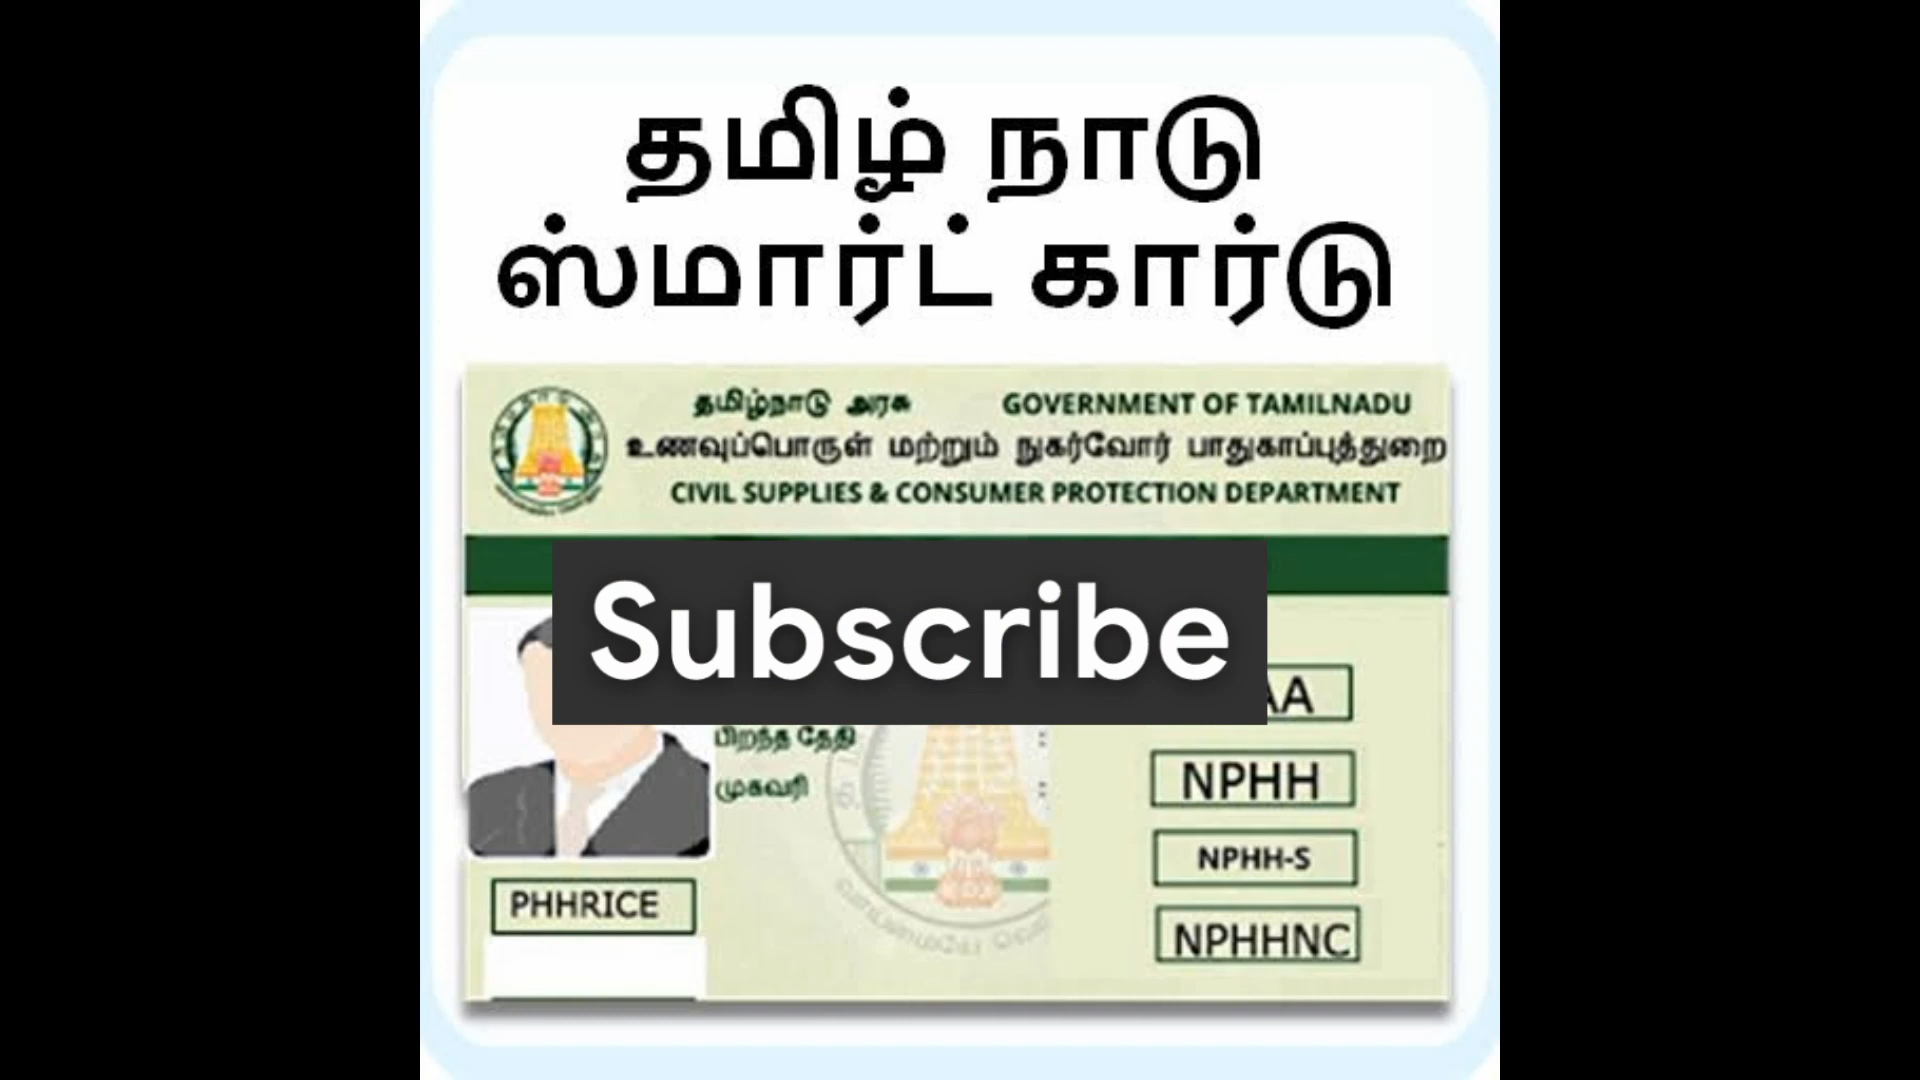 தமிழ் நாடு
ஸ்மார்ட் கார்டு
தமிழ்நாடு அரசு GOVERNMENT OF TAMILNADU
உணவுப்பொருள் மற்றும் நுகர்வோர் பாதுகாப்புத்துறை
CIVIL SUPPLIES & CONSUMER PROTECTION DEPARTMENT
Subscribe
பிறந்த தேதி :
முகவரி :
NPHH
NPHH-S
PHHRICE
NPHHNC